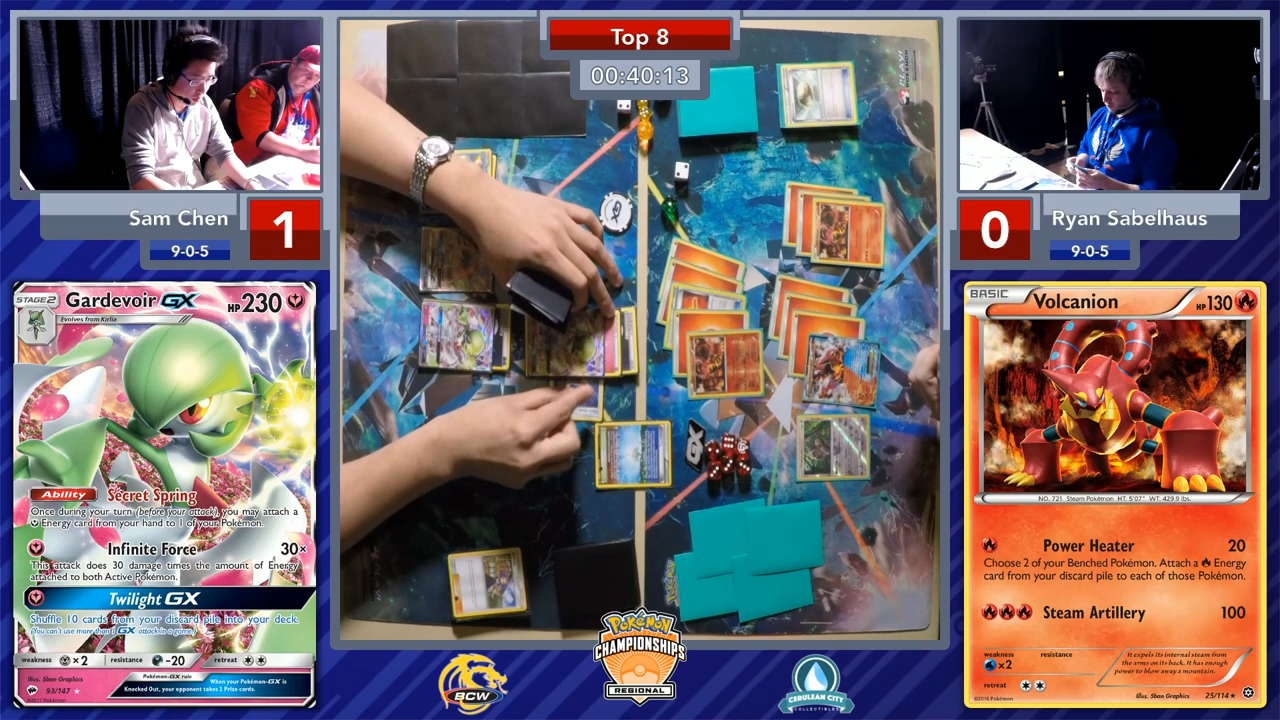 Top 8
00:40:13
Sam Chen
1
9-0-5
0
Ryan Sabelhaus
9-0-5
STAGE2
Gardevoir GX
HP230
Evolves from Kirlia
Ability
Secret Spring
Once during your turn (before your attack), you may attach a
Energy card from your hand to 1 of your Pokémon.
Infinite Force
30×
This attack does 30 damage times the amount of Energy
attached to both Active Pokémon.
Twilight GX
Shuffle 10 cards from your discard pile into your deck.
(You can't use more than 1 GX attack in a game.)
weakness
×2
resistance
-20
retreat
Illus. 5ban Graphics
93/147
Pokémon-GX rule
When your Pokémon-GX is
Knocked Out, your opponent takes 2 Prize cards.
BASIC
Volcanion
HP130
NO. 721 Steam Pokémon HT: 5'07" WT: 429.9 lbs.
Power Heater
20
Choose 2 of your Benched Pokémon. Attach a Energy
card from your discard pile to each of those Pokémon.
Steam Artillery
100
weakness
×2
resistance
retreat
It expels its internal steam from
the arms on its back. It has enough
power to blow away a mountain.
©2016 Pokémon
Illus. 5ban Graphics
25/114
GX
BCW
Pokémon
CHAMPIONSHIPS
REGIONAL
CERULEAN CITY
COLLECTIBLES